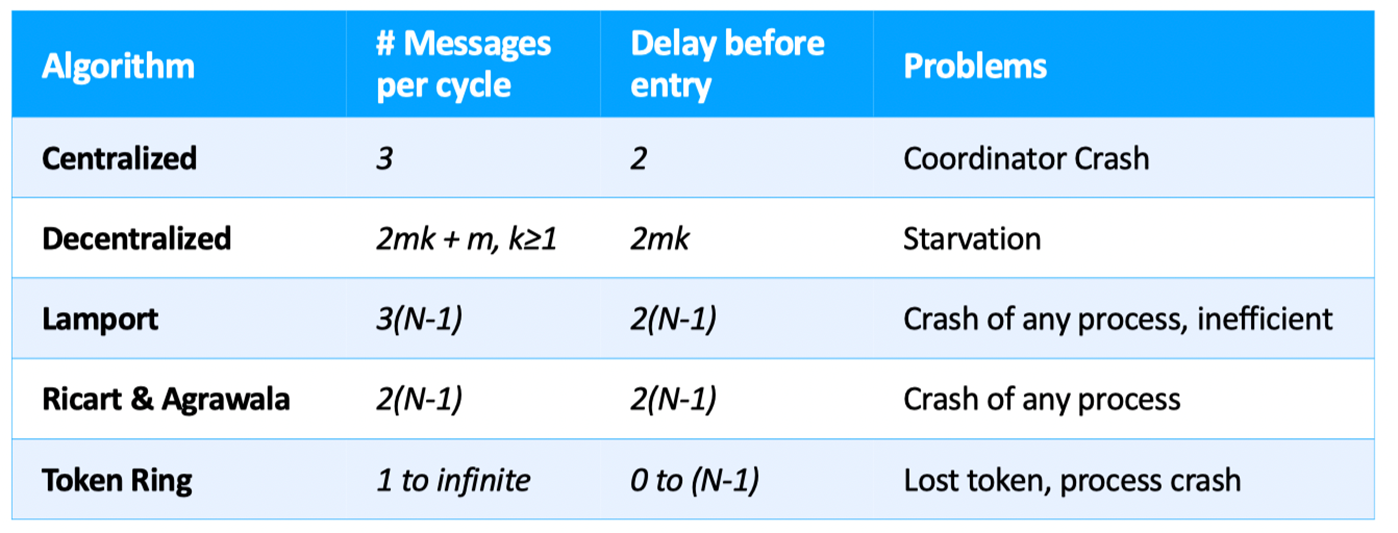 Algorithm # Messages per cycle Delay before entry Problems
Centralized 3 2 Coordinator Crash
Decentralized 2mk + m, k≥1 2mk Starvation
Lamport 3(N-1) 2(N-1) Crash of any process, inefficient
Ricart & Agrawala 2(N-1) 2(N-1) Crash of any process
Token Ring 1 to infinite 0 to (N-1) Lost token, process crash